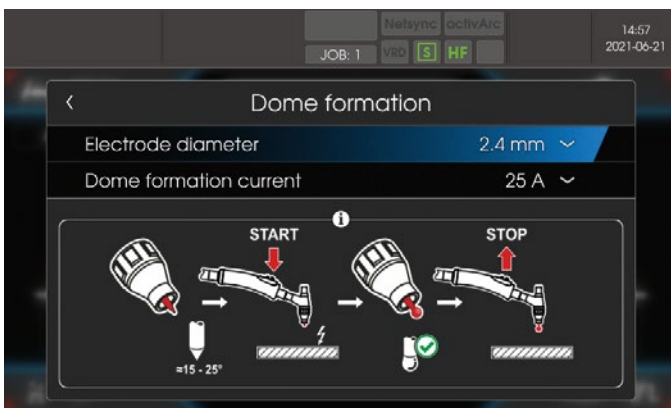 Netsync activArc
JOB: 1 VRD S HF
14:57
2021-06-21
Dome formation
Electrode diameter 2.4 mm
Dome formation current 25 A
START
STOP
≈15 - 25°